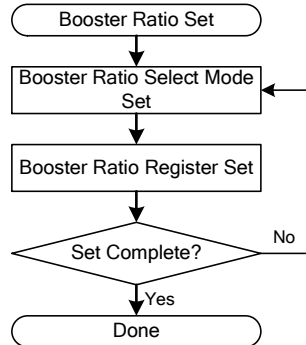 Booster Ratio Set
Booster Ratio Select Mode
Set
Booster Ratio Register Set
Set Complete?
No
Yes
Done